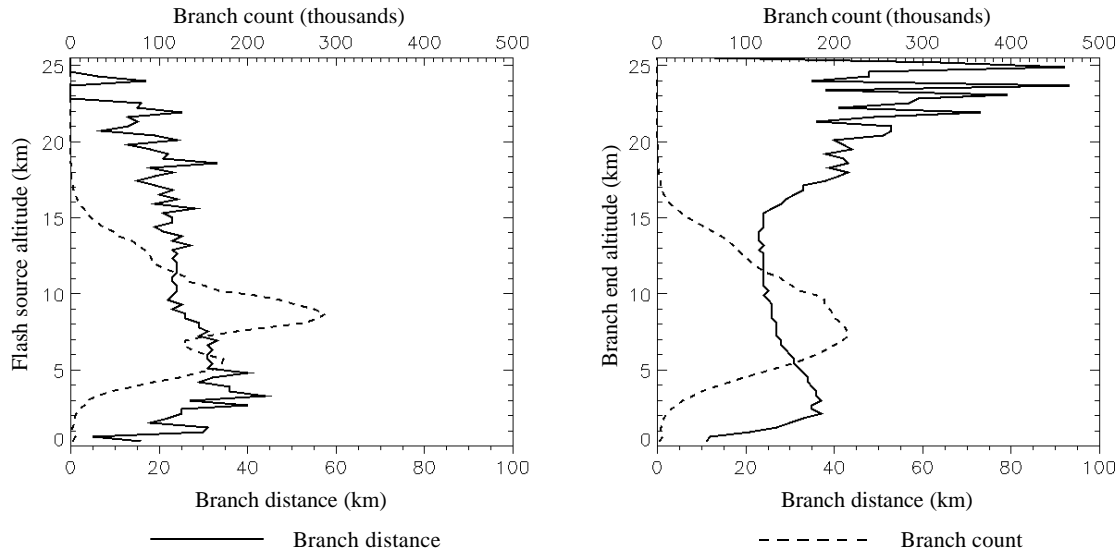 Branch count (thousands)
0 100 200 300 400 500
25
20
15
10
5
0
Flash source altitude (km)
0 20 40 60 80 100
Branch distance (km)
Branch count (thousands)
0 100 200 300 400 500
25
20
15
10
5
0
Branch end altitude (km)
0 20 40 60 80 100
Branch distance (km)
Branch distance
Branch count